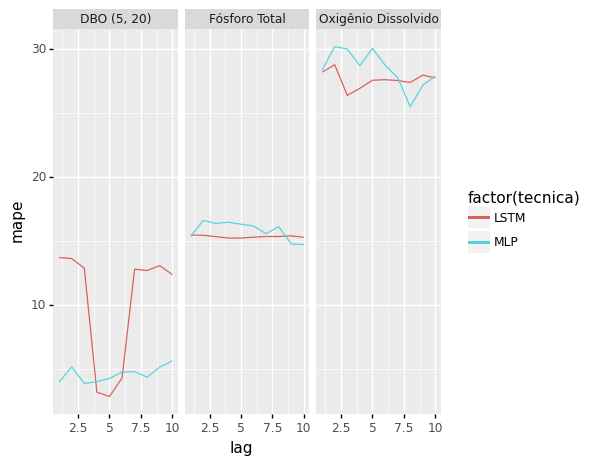 DBO (5, 20) Fósforo Total Oxigênio Dissolvido
30
20
10
mape
2.5 5 7.5 10 2.5 5 7.5 10 2.5 5 7.5 10
lag
factor(tecnica)
LSTM
MLP